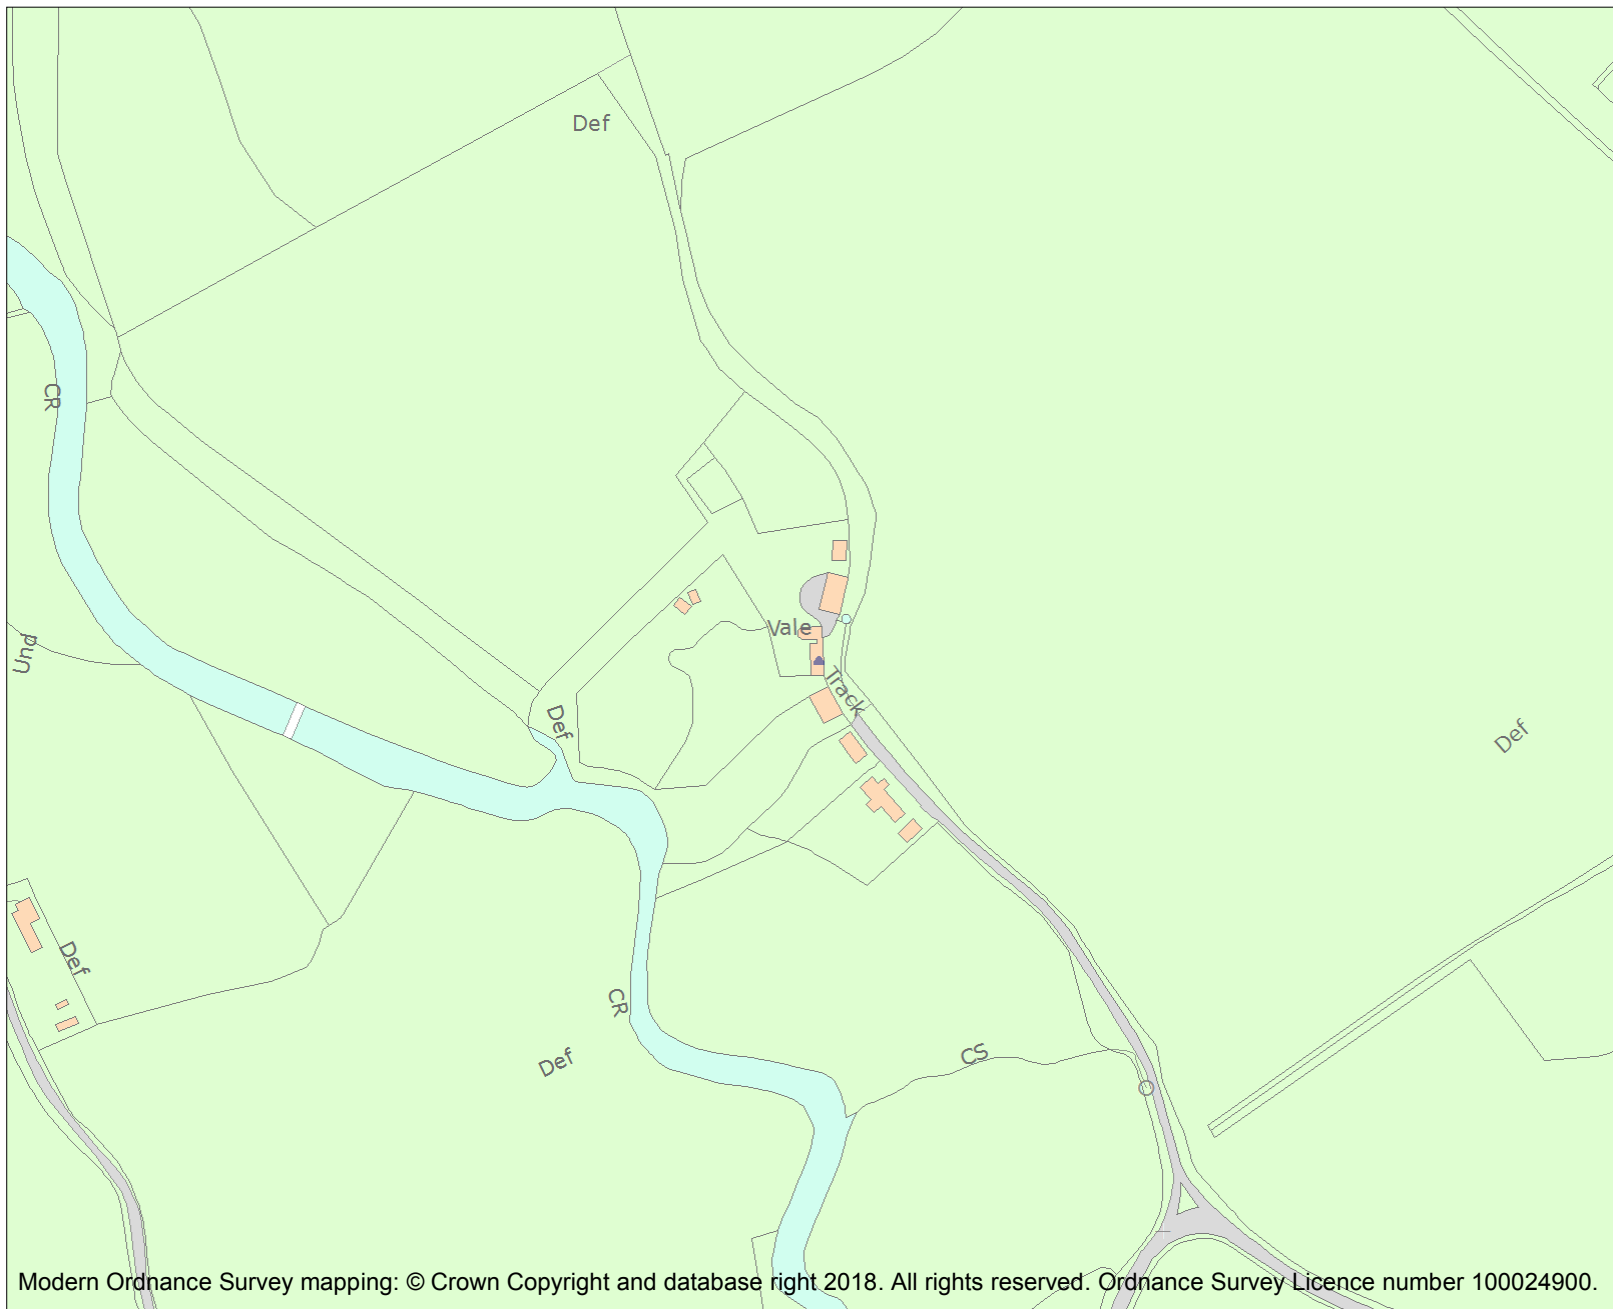 Def
CR
Vale
Und
Track
Def
Def
Def
CR
Def
CS
Modern Ordnance Survey mapping: © Crown Copyright and database right 2018. All rights reserved. Ordnance Survey Licence number 100024900.